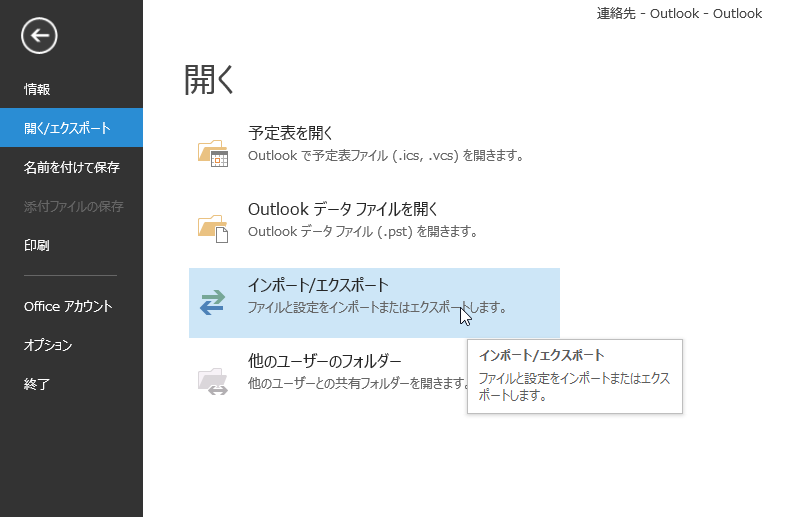 連絡先 - Outlook - Outlook
情報
開く/エクスポート
名前を付けて保存
添付ファイルの保存
印刷
Office アカウント
オプション
終了
開く
予定表を開く
Outlook で予定表ファイル (.ics, .vcs) を開きます。
Outlook データ ファイルを開く
Outlook データ ファイル (.pst) を開きます。
インポート/エクスポート
ファイルと設定をインポートまたはエクスポートします。
他のユーザーのフォルダー
他のユーザーとの共有フォルダーを開きます。
インポート/エクスポート
ファイルと設定をインポートまたはエクス
ポートします。